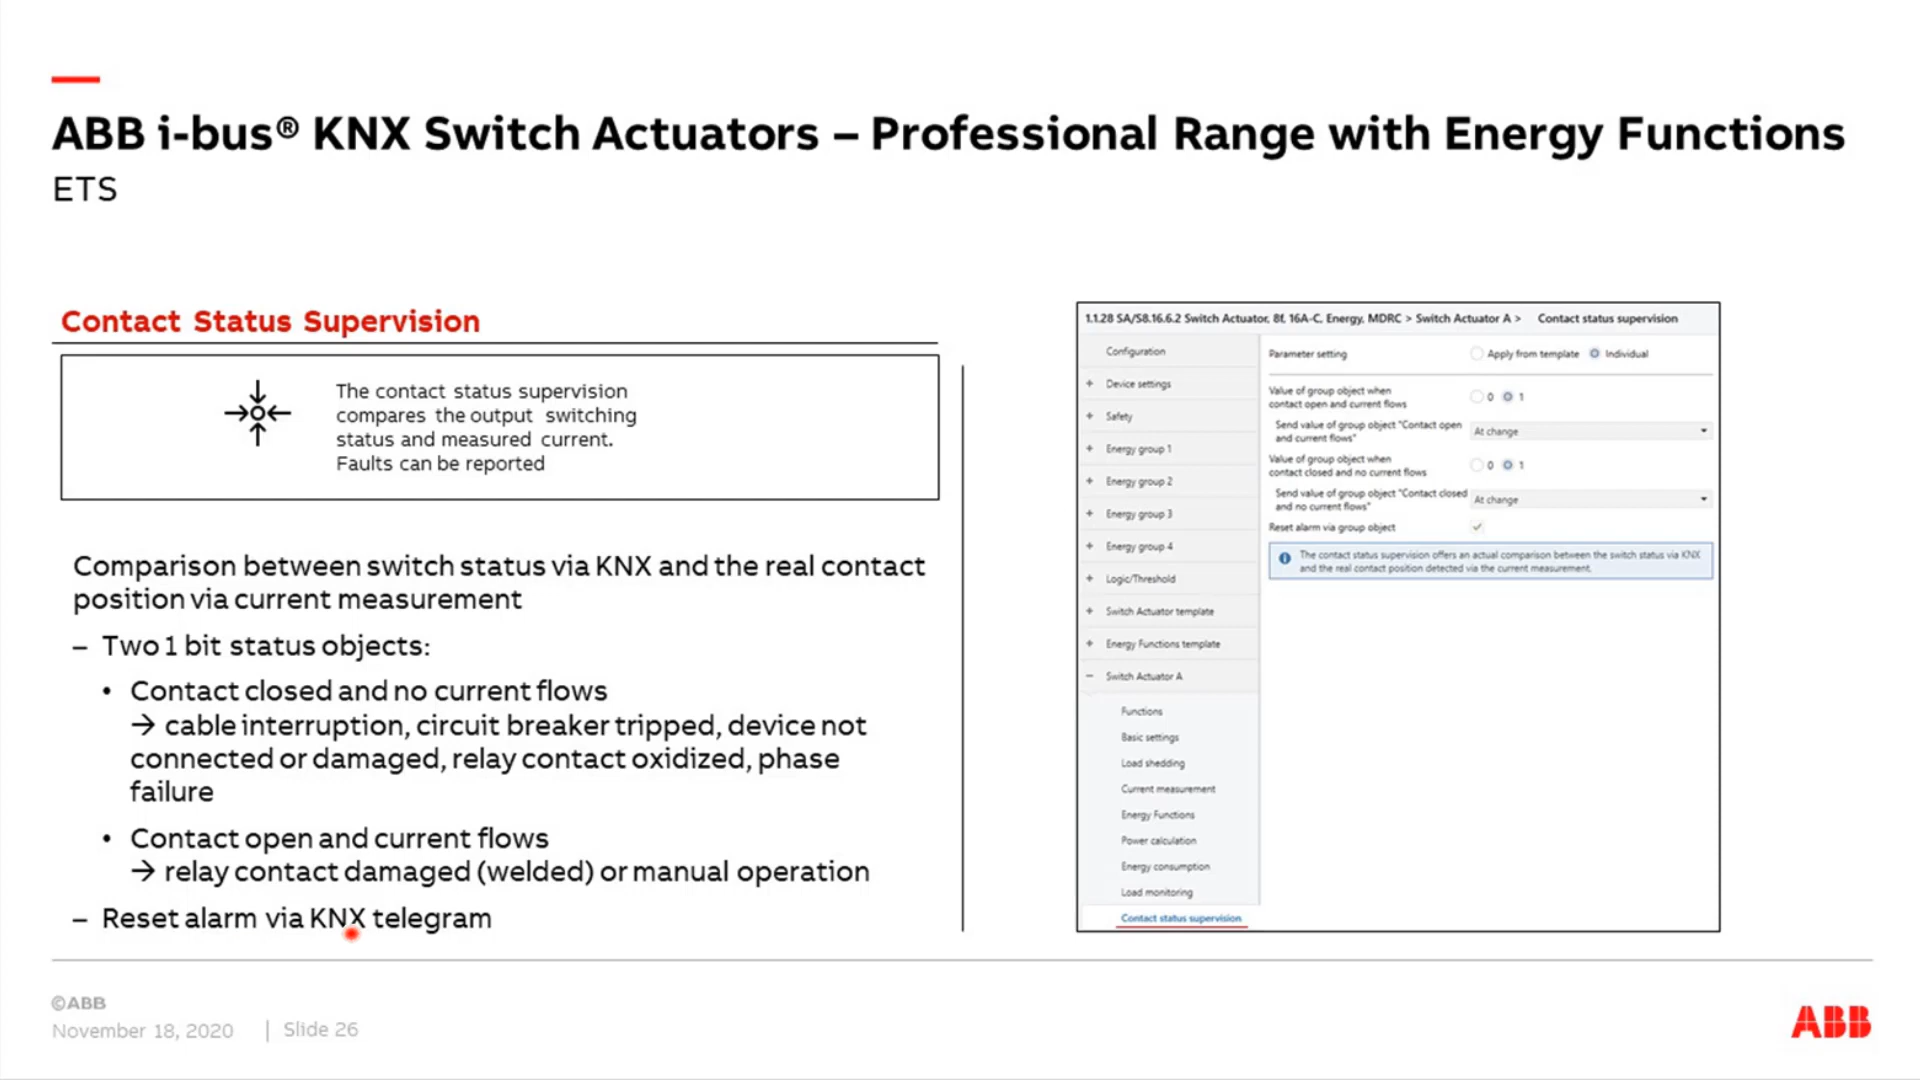 ABB i-bus® KNX Switch Actuators – Professional Range with Energy Functions
ETS
Contact Status Supervision
The contact status supervision
compares the output switching
status and measured current.
Faults can be reported
Comparison between switch status via KNX and the real contact
position via current measurement
– Two 1 bit status objects:
• Contact closed and no current flows
→ cable interruption, circuit breaker tripped, device not
connected or damaged, relay contact oxidized, phase
failure
• Contact open and current flows
→ relay contact damaged (welded) or manual operation
– Reset alarm via KNX telegram
1.1.28 SA/S8.16.6.2 Switch Actuator, 8f, 16A-C, Energy, MDRC > Switch Actuator A > Contact status supervision
Configuration
+ Device settings
+ Safety
+ Energy group 1
+ Energy group 2
+ Energy group 3
+ Energy group 4
+ Logic/Threshold
+ Switch Actuator template
+ Energy Functions template
– Switch Actuator A
Functions
Basic settings
Load shedding
Current measurement
Energy Functions
Power calculation
Energy consumption
Load monitoring
Contact status supervision
Parameter setting Apply from template Individual
Value of group object when
contact open and current flows 0 1
Send value of group object "Contact open
and current flows" At change
Value of group object when
contact closed and no current flows 0 1
Send value of group object "Contact closed
and no current flows" At change
Reset alarm via group object
The contact status supervision offers an actual comparison between the switch status via KNX
and the real contact position detected via the current measurement.
©ABB
November 18, 2020 | Slide 26
ABB